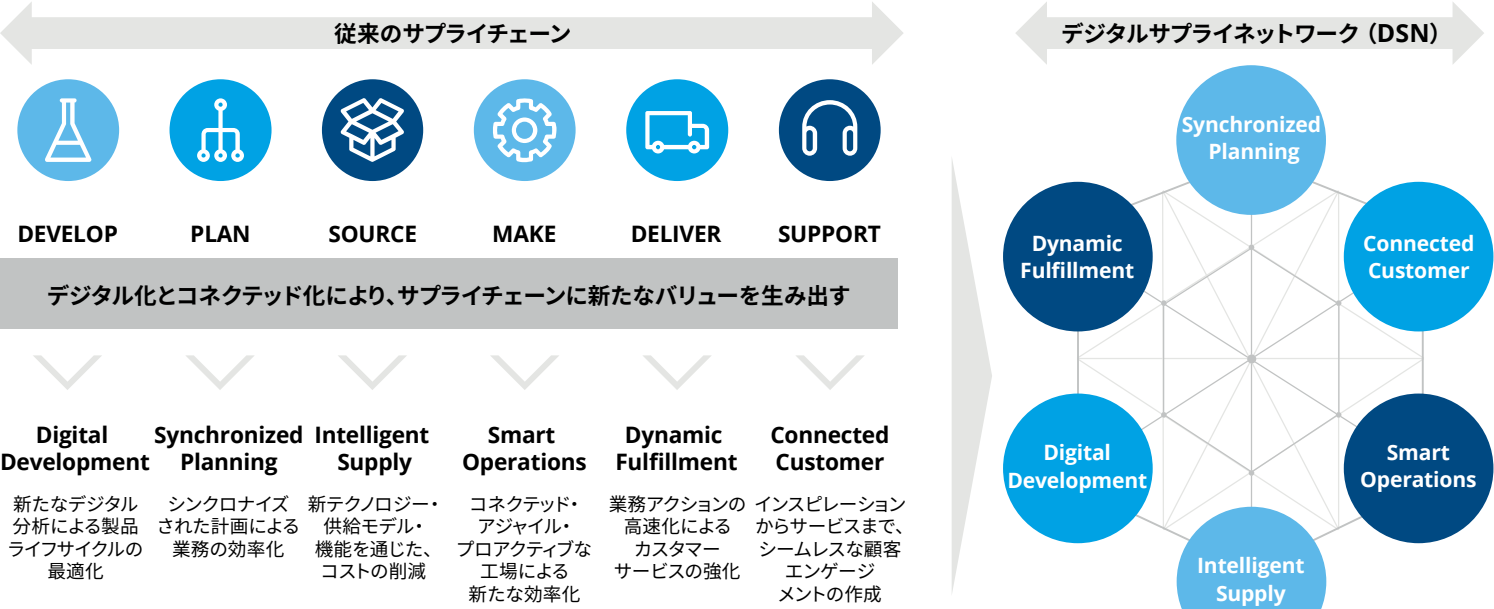 従来のサプライチェーン
DEVELOP
PLAN
SOURCE
MAKE
DELIVER
SUPPORT
デジタル化とコネクテッド化により、サプライチェーンに新たなバリューを生み出す
Digital
Development
新たなデジタル
分析による製品
ライフサイクルの
最適化
Synchronized
Planning
シンクロナイズ
された計画による
業務の効率化
Intelligent
Supply
新テクノロジー・
供給モデル・
機能を通じた、
コストの削減
Smart
Operations
コネクテッド・
アジャイル・
プロアクティブな
工場による
新たな効率化
Dynamic
Fulfillment
業務アクションの
高速化による
カスタマー
サービスの強化
Connected
Customer
インスピレーション
からサービスまで、
シームレスな顧客
エンゲージ
メントの作成
デジタルサプライネットワーク（DSN）
Synchronized
Planning
Dynamic
Fulfillment
Connected
Customer
Digital
Development
Smart
Operations
Intelligent
Supply